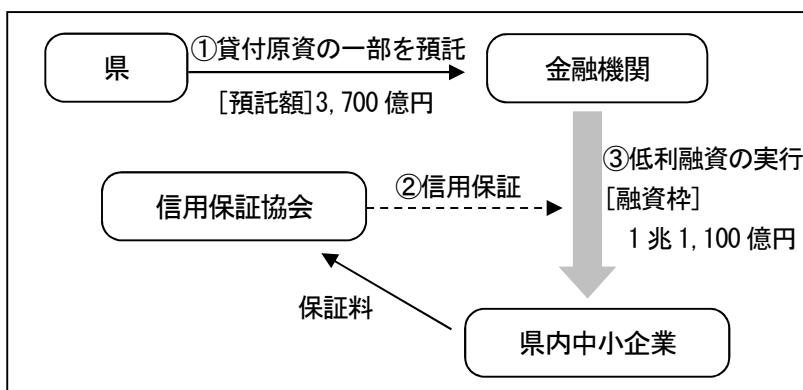 県
①貸付原資の一部を預託
[預託額]3,700億円
金融機関
信用保証協会
②信用保証
③低利融資の実行
[融資枠]
1兆1,100億円
保証料
県内中小企業